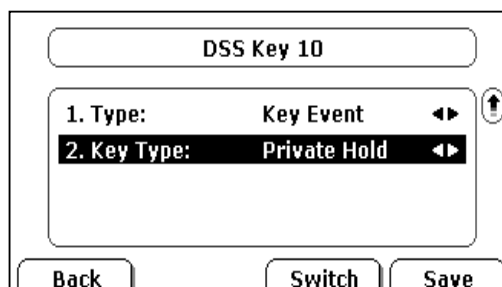 DSS Key 10
1. Type: Key Event
2. Key Type: Private Hold
Back Switch Save